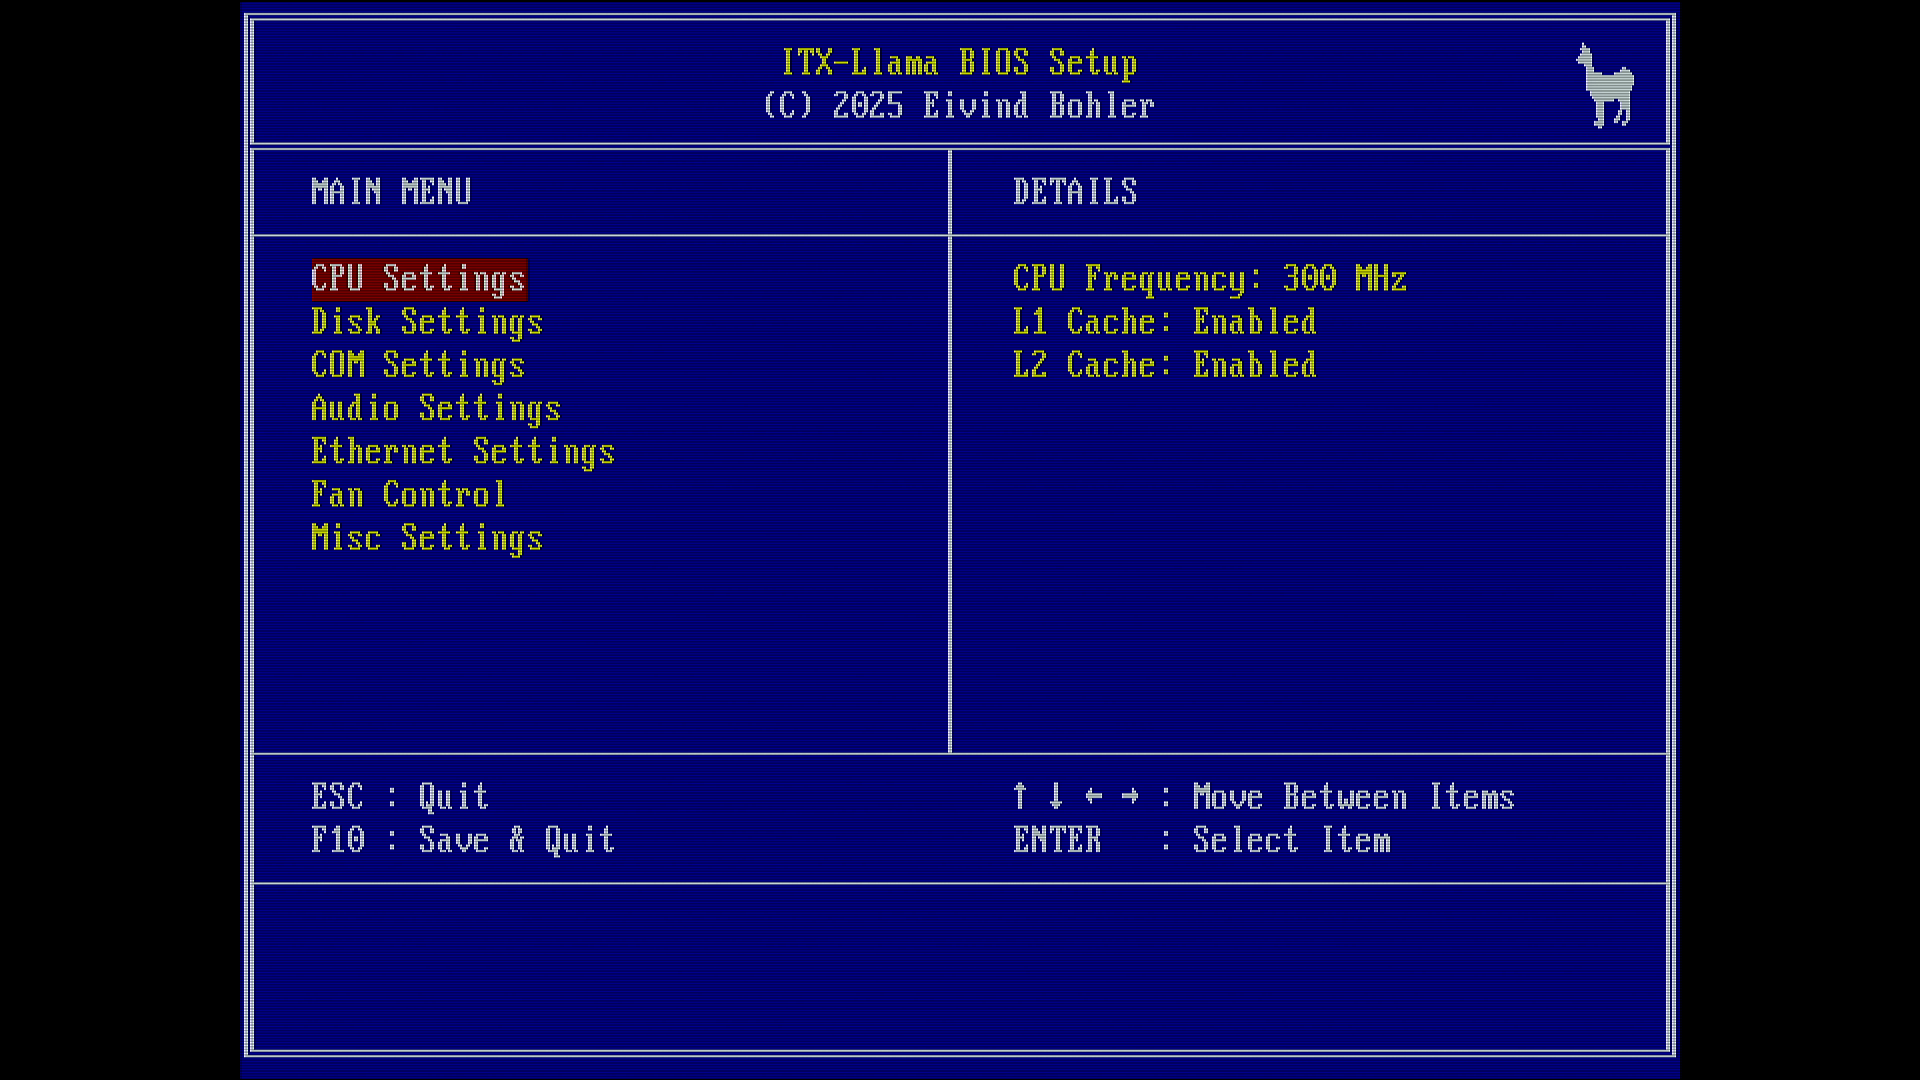 ITX-Llama BIOS Setup
(C) 2025 Eivind Bohler
MAIN MENU
CPU Settings
Disk Settings
COM Settings
Audio Settings
Ethernet Settings
Fan Control
Misc Settings
DETAILS
CPU Frequency: 300 MHz
L1 Cache: Enabled
L2 Cache: Enabled
ESC : Quit
F10 : Save & Quit
↑ ↓ ← → : Move Between Items
ENTER : Select Item